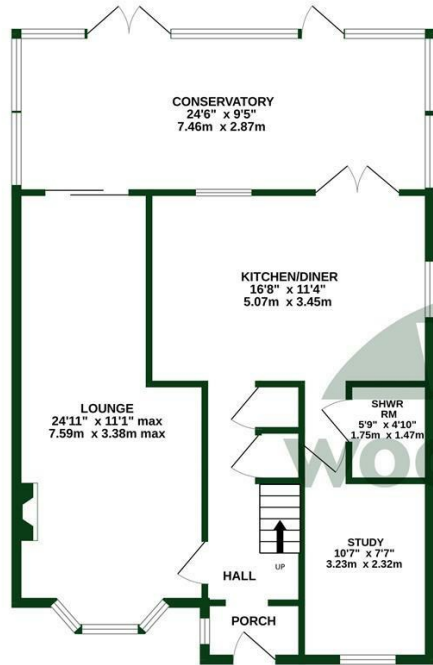 CONSERVATORY
24'6" x 9'5"
7.46m x 2.87m
KITCHEN/DINER
16'8" x 11'4"
5.07m x 3.45m
LOUNGE
24'11" x 11'1" max
7.59m x 3.38m max
SHWR
RM
5'9" x 4'10"
1.75m x 1.47m
STUDY
10'7" x 7'7"
3.23m x 2.32m
UP
HALL
PORCH